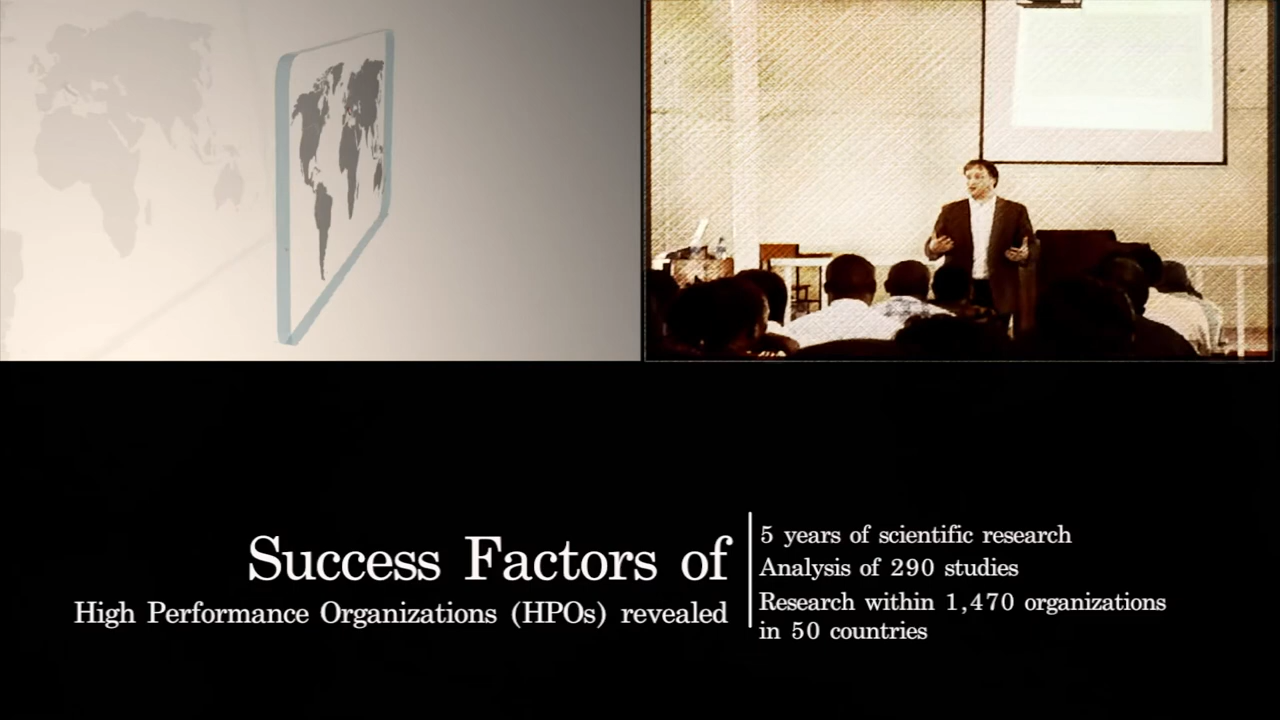 Success Factors of
High Performance Organizations (HPOs) revealed
5 years of scientific research
Analysis of 290 studies
Research within 1,470 organizations
in 50 countries